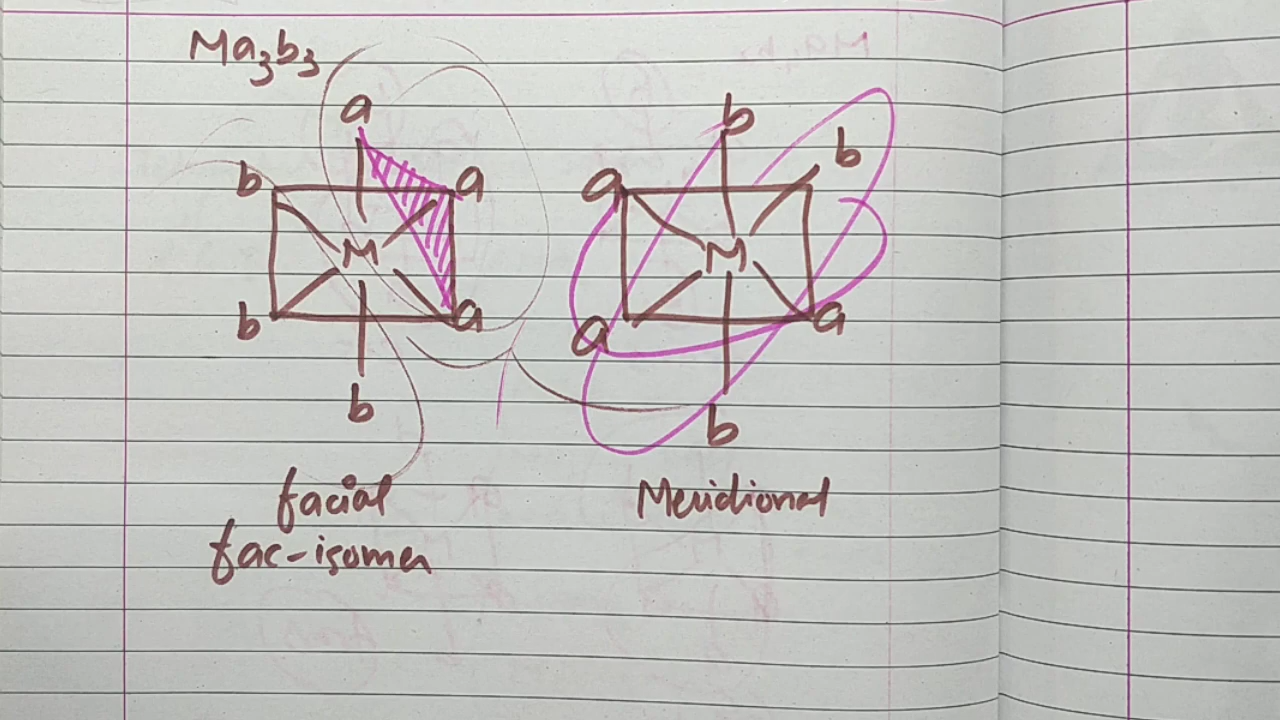 Ma₃b₃
a b
b a a b
M M
b a a a
b b
facial Meridional
fac-isomer